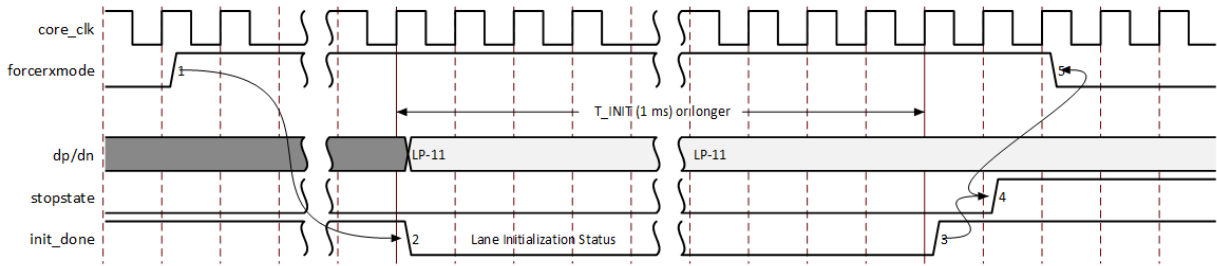 core_clk
forcerxmode
1
5
T_INIT (1 ms) or longer
dp/dn
LP-11
LP-11
stopstate
4
init_done
2
Lane Initialization Status
3